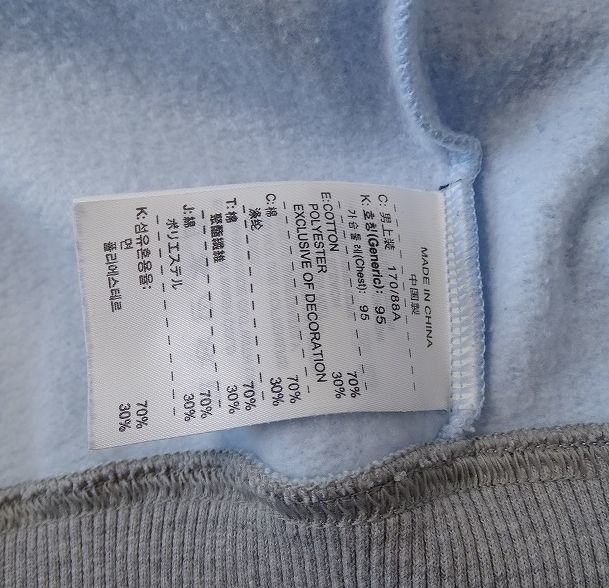 MADE IN CHINA
中国製
C: 男上装 170/88A
K: 호칭(Generic): 95
가슴둘레(Chest): 95
E: COTTON 70%
POLYESTER 30%
EXCLUSIVE OF DECORATION
C: 棉 70%
涤纶 30%
T: 棉 70%
聚酯纖維 30%
J: 綿 70%
ポリエステル 30%
K: 섬유혼용율:
면 70%
폴리에스테르 30%